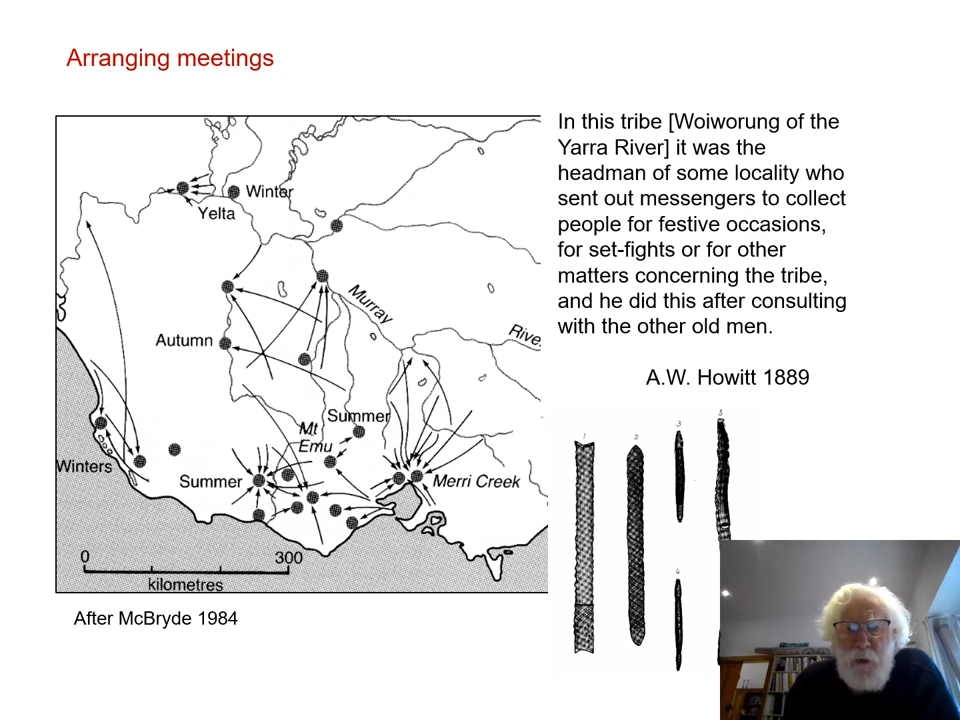 Arranging meetings
Winter
Yelta
Murray
Rive
Autumn
Summer
Mt
Emu
Winters
Summer
Merri Creek
0 300
kilometres
After McBryde 1984
In this tribe [Woiworung of the
Yarra River] it was the
headman of some locality who
sent out messengers to collect
people for festive occasions,
for set-fights or for other
matters concerning the tribe,
and he did this after consulting
with the other old men.
A.W. Howitt 1889
1 2 3 5
4